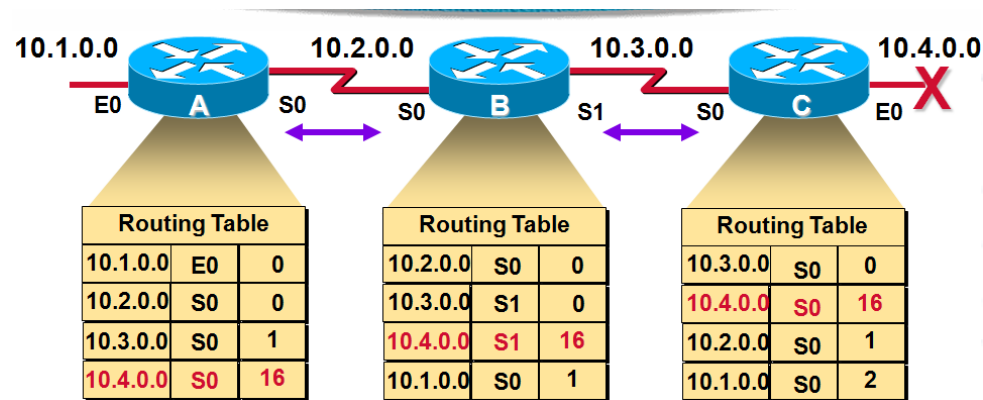 10.1.0.0 10.2.0.0 10.3.0.0 10.4.0.0
E0 A S0 S0 B S1 S0 C E0 X
Routing Table
10.1.0.0 E0 0
10.2.0.0 S0 0
10.3.0.0 S0 1
10.4.0.0 S0 16
Routing Table
10.2.0.0 S0 0
10.3.0.0 S1 0
10.4.0.0 S1 16
10.1.0.0 S0 1
Routing Table
10.3.0.0 S0 0
10.4.0.0 S0 16
10.2.0.0 S0 1
10.1.0.0 S0 2